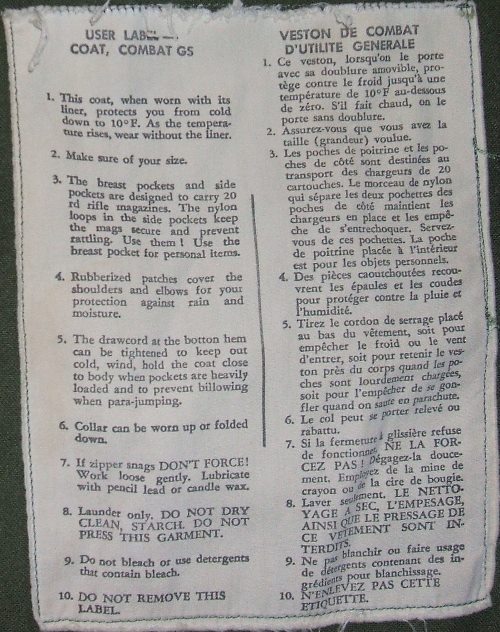 USER LABEL —
COAT, COMBAT GS
1. This coat, when worn with its
liner, protects you from cold
down to 10°F. As the tempera-
ture rises, wear without the liner.
2. Make sure of your size.
3. The breast pockets and side
pockets are designed to carry 20
rd rifle magazines. The nylon
loops in the side pockets keep
the mags secure and prevent
rattling. Use them! Use the
breast pocket for personal items.
4. Rubberized patches cover the
shoulders and elbows for your
protection against rain and
moisture.
5. The drawcord at the botton hem
can be tightened to keep out
cold, wind, hold the coat close
to body when pockets are heavily
loaded and to prevent billowing
when para-jumping.
6. Collar can be worn up or folded
down.
7. If zipper snags DON'T FORCE!
Work loose gently. Lubricate
with pencil lead or candle wax.
8. Launder only. DO NOT DRY
CLEAN, STARCH. DO NOT
PRESS THIS GARMENT.
9. Do not bleach or use detergents
that contain bleach.
10. DO NOT REMOVE THIS
LABEL.
VESTON DE COMBAT
D'UTILITE GENERALE
1. Ce veston, lorsqu'on le porte
avec sa doublure amovible, pro-
tège contre le froid jusqu'à une
température de 10°F au-dessous
de zéro. S'il fait chaud, on le
porte sans doublure.
2. Assurez-vous que vous avez la
taille (grandeur) voulue.
3. Les poches de poitrine et les po-
ches de côté sont destinées au
transport des chargeurs de 20
cartouches. Le morceau de nylon
qui sépare les deux pochettes des
poches de côté maintient les
chargeurs en place et les empê-
che de s'entrechoquer. Servez-
vous de ces pochettes. La poche
de poitrine placée à l'intérieur
est pour les objets personnels.
4. Des pièces caoutchoutées recou-
vrent les épaules et les coudes
pour protéger contre la pluie et
l'humidité.
5. Tirez le cordon de serrage placé
au bas du vêtement, soit pour
empêcher le froid ou le vent
d'entrer, soit pour retenir le ves-
ton près du corps quand les po-
ches sont lourdement chargées,
soit pour l'empêcher de se gon-
fler quand on saute en parachute.
6. Le col peut se porter relevé ou
rabattu.
7. Si la fermeture à glissière refuse
de fonctionner, NE LA FOR-
CEZ PAS! Dégagez-la douce-
ment. Employez de la mine de
crayon ou de la cire de bougie.
8. Laver seulement. LE NETTO-
YAGE A SEC, L'EMPESAGE,
AINSI QUE LE PRESSAGE DE
CE VETEMENT SONT IN-
TERDITS.
9. Ne pas blanchir ou faire usage
de détergents contenant des in-
grédients pour blanchissage.
10. N'ENLEVEZ PAS CETTE
ETIQUETTE.